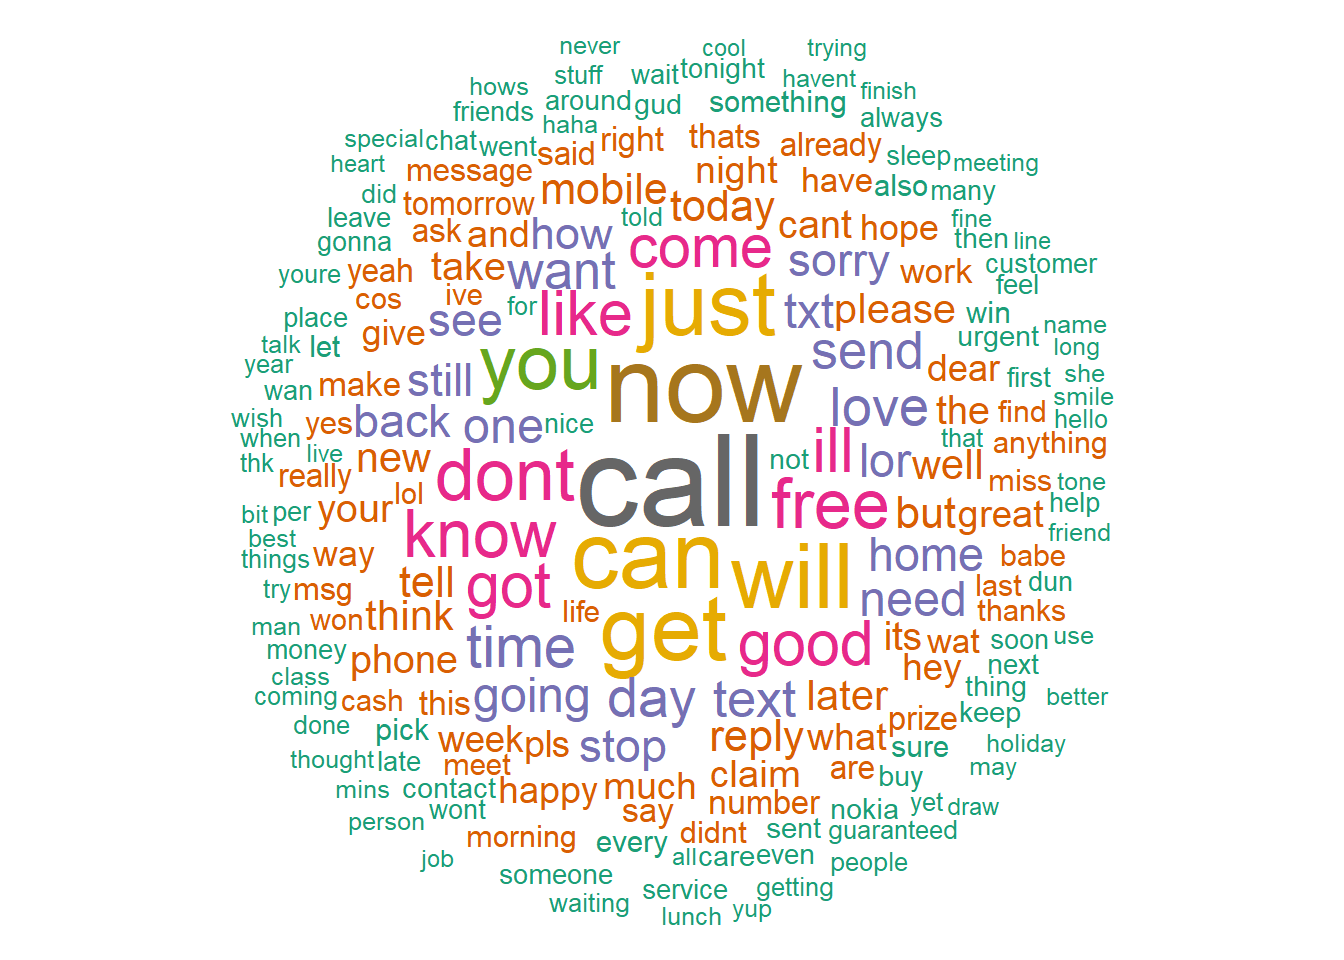 never cool trying
stuff wait tonight havent
hows around gud something finish
friends haha always
special chat went said right thats already sleep meeting
heart message night have also many
did tomorrow mobile today
leave told cant hope fine
gonna ask and how come sorry then line
youre yeah take want work customer
cos ive for like just txt please win feel
place give see send urgent name
talk let you now long
year still dear first she
wan make love the find smile
wish yes back one nice hello
when live dont call not ill lor well that anything
thk really new miss tone
bit per your lol know free but great help
best friend
things way can will home babe
try msg tell got get need last dun
man won think life thanks
money phone time good its wat soon use
class hey next
coming cash this going day text later thing better
done pick week pls stop reply what prize keep
thought late meet sure holiday
mins contact happy much claim are buy may
person wont say number nokia yet draw
morning every didnt sent guaranteed
job all care even people
someone service getting
waiting lunch yup